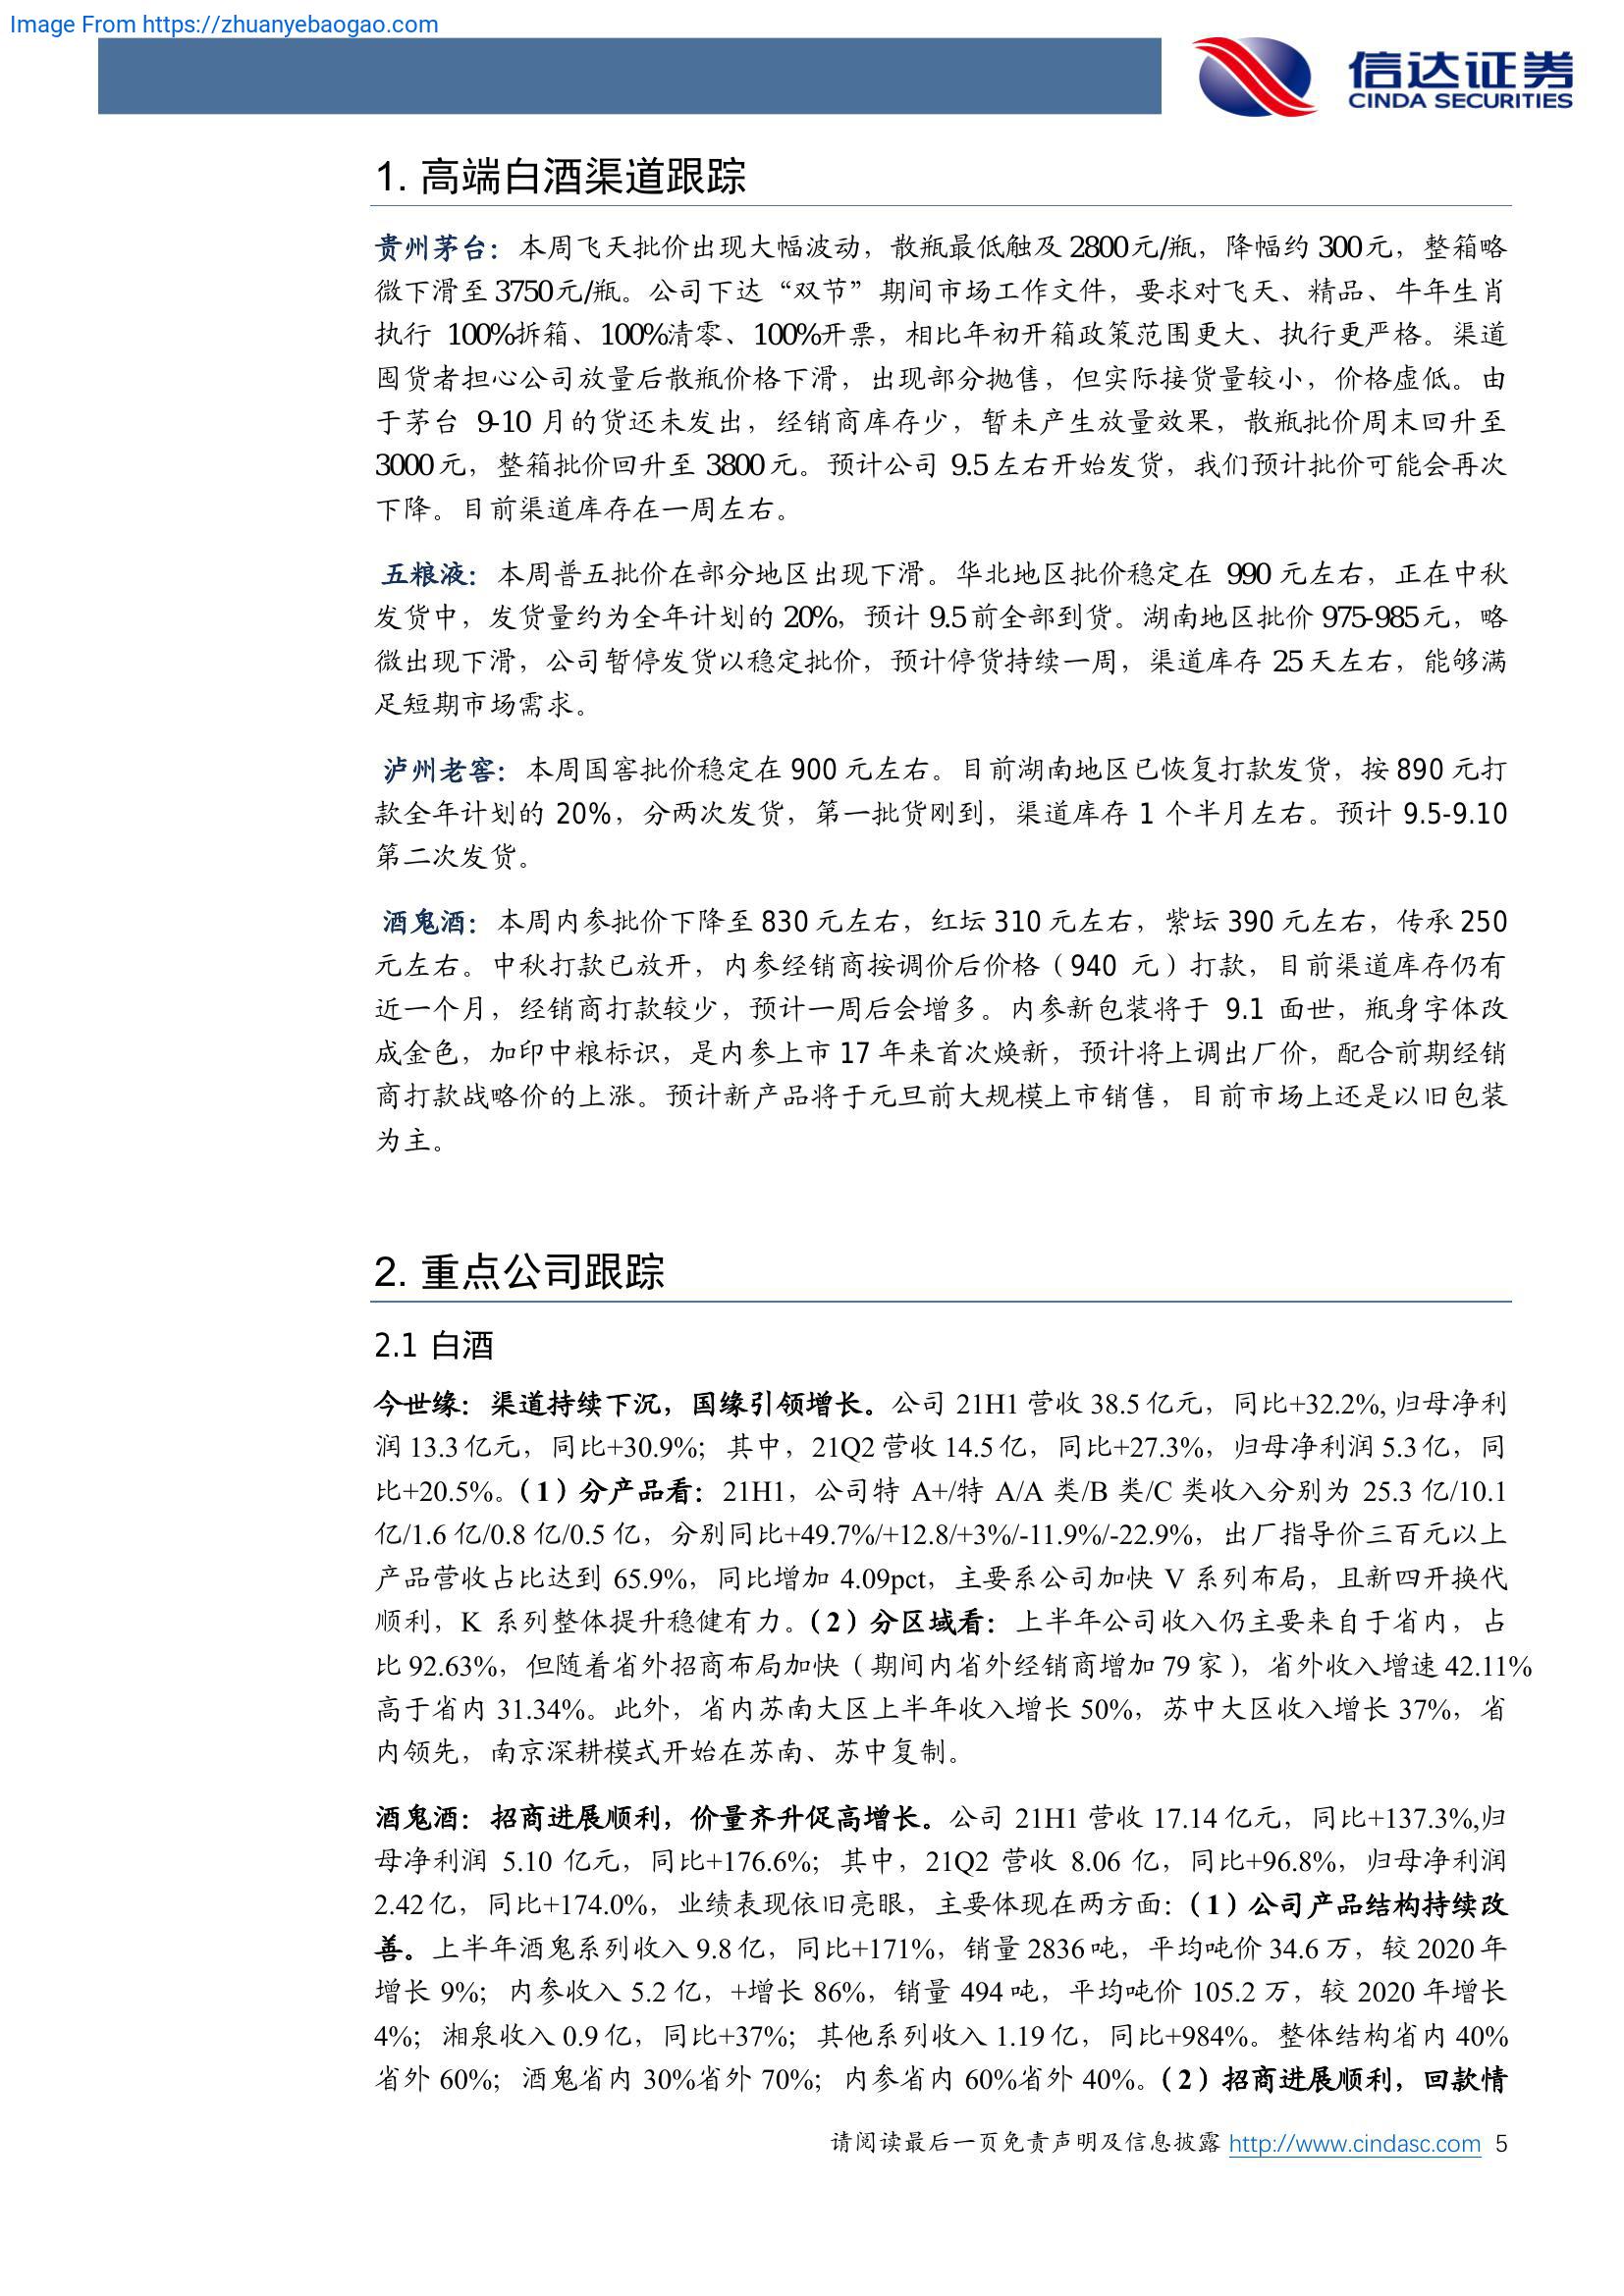 Image From https://zhuanyebaogao.com
信达证券
CINDA SECURITIES
1. 高端白酒渠道跟踪
贵州茅台：本周飞天批价出现大幅波动，散瓶最低触及 2800元/瓶，降幅约 300元，整箱略
微下滑至 3750元/瓶。公司下达“双节”期间市场工作文件，要求对飞天、精品、牛年生肖
执行 100%拆箱、100%清零、100%开票，相比年初开箱政策范围更大、执行更严格。渠道
囤货者担心公司放量后散瓶价格下滑，出现部分抛售，但实际接货量较小，价格虚低。由
于茅台 9-10 月的货还未发出，经销商库存少，暂未产生放量效果，散瓶批价周末回升至
3000元，整箱批价回升至 3800元。预计公司 9.5左右开始发货，我们预计批价可能会再次
下降。目前渠道库存在一周左右。
五粮液：本周普五批价在部分地区出现下滑。华北地区批价稳定在 990 元左右，正在中秋
发货中，发货量约为全年计划的 20%，预计 9.5前全部到货。湖南地区批价 975-985元，略
微出现下滑，公司暂停发货以稳定批价，预计停货持续一周，渠道库存 25天左右，能够满
足短期市场需求。
泸州老窖：本周国窖批价稳定在 900 元左右。目前湖南地区已恢复打款发货，按 890 元打
款全年计划的 20%，分两次发货，第一批货刚到，渠道库存 1 个半月左右。预计 9.5-9.10
第二次发货。
酒鬼酒：本周内参批价下降至 830 元左右，红坛 310 元左右，紫坛 390 元左右，传承 250
元左右。中秋打款已放开，内参经销商按调价后价格（940 元）打款，目前渠道库存仍有
近一个月，经销商打款较少，预计一周后会增多。内参新包装将于 9.1 面世，瓶身字体改
成金色，加印中粮标识，是内参上市 17 年来首次焕新，预计将上调出厂价，配合前期经销
商打款战略价的上涨。预计新产品将于元旦前大规模上市销售，目前市场上还是以旧包装
为主。
2. 重点公司跟踪
2.1 白酒
今世缘：渠道持续下沉，国缘引领增长。公司 21H1 营收 38.5 亿元，同比+32.2%, 归母净利
润 13.3 亿元，同比+30.9%；其中，21Q2 营收 14.5 亿，同比+27.3%，归母净利润 5.3 亿，同
比+20.5%。（1）分产品看：21H1，公司特 A+/特 A/A 类/B 类/C 类收入分别为 25.3 亿/10.1
亿/1.6 亿/0.8 亿/0.5 亿，分别同比+49.7%/+12.8/+3%/-11.9%/-22.9%，出厂指导价三百元以上
产品营收占比达到 65.9%，同比增加 4.09pct，主要系公司加快 V 系列布局，且新四开换代
顺利，K 系列整体提升稳健有力。（2）分区域看：上半年公司收入仍主要来自于省内，占
比 92.63%，但随着省外招商布局加快（期间内省外经销商增加 79 家），省外收入增速 42.11%
高于省内 31.34%。此外，省内苏南大区上半年收入增长 50%，苏中大区收入增长 37%，省
内领先，南京深耕模式开始在苏南、苏中复制。
酒鬼酒：招商进展顺利，价量齐升促高增长。公司 21H1 营收 17.14 亿元，同比+137.3%,归
母净利润 5.10 亿元，同比+176.6%；其中，21Q2 营收 8.06 亿，同比+96.8%，归母净利润
2.42 亿，同比+174.0%，业绩表现依旧亮眼，主要体现在两方面：（1）公司产品结构持续改
善。上半年酒鬼系列收入 9.8 亿，同比+171%，销量 2836 吨，平均吨价 34.6 万，较 2020 年
增长 9%；内参收入 5.2 亿，+增长 86%，销量 494 吨，平均吨价 105.2 万，较 2020 年增长
4%；湘泉收入 0.9 亿，同比+37%；其他系列收入 1.19 亿，同比+984%。整体结构省内 40%
省外 60%；酒鬼省内 30%省外 70%；内参省内 60%省外 40%。（2）招商进展顺利，回款情
请阅读最后一页免责声明及信息披露 http://www.cindasc.com 5